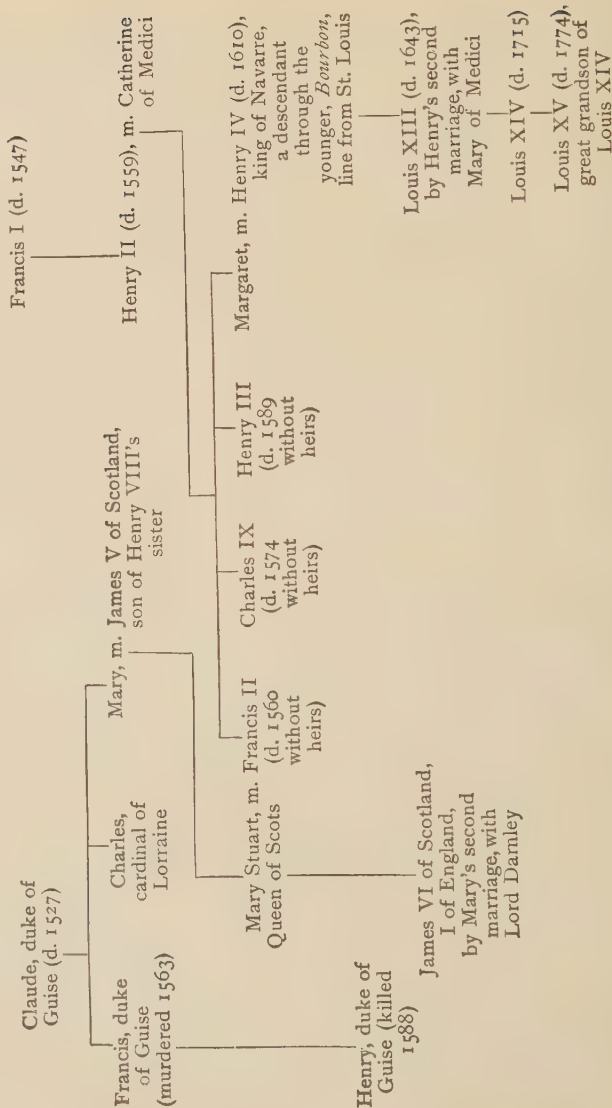 Claude, duke of
Guise (d. 1527)
Francis, duke
of Guise
(murdered 1563)
Charles,
cardinal of
Lorraine
Mary, m. James V of Scotland,
son of Henry VIII's
sister
Francis I (d. 1547)
Henry II (d. 1559), m. Catherine
of Medici
Henry, duke of
Guise (killed
1588)
Mary Stuart, m. Francis II
Queen of Scots
(d. 1560
without
heirs)
Charles IX
(d. 1574
without
heirs)
Henry III
(d. 1589
without
heirs)
Margaret, m. Henry IV (d. 1610),
king of Navarre,
a descendant
through the
younger, Bourbon,
line from St. Louis
James VI of Scotland,
I of England,
by Mary's second
marriage, with
Lord Darnley
Louis XIII (d. 1643),
by Henry's second
marriage, with
Mary of Medici
Louis XIV (d. 1715)
Louis XV (d. 1774),
great grandson of
Louis XIV